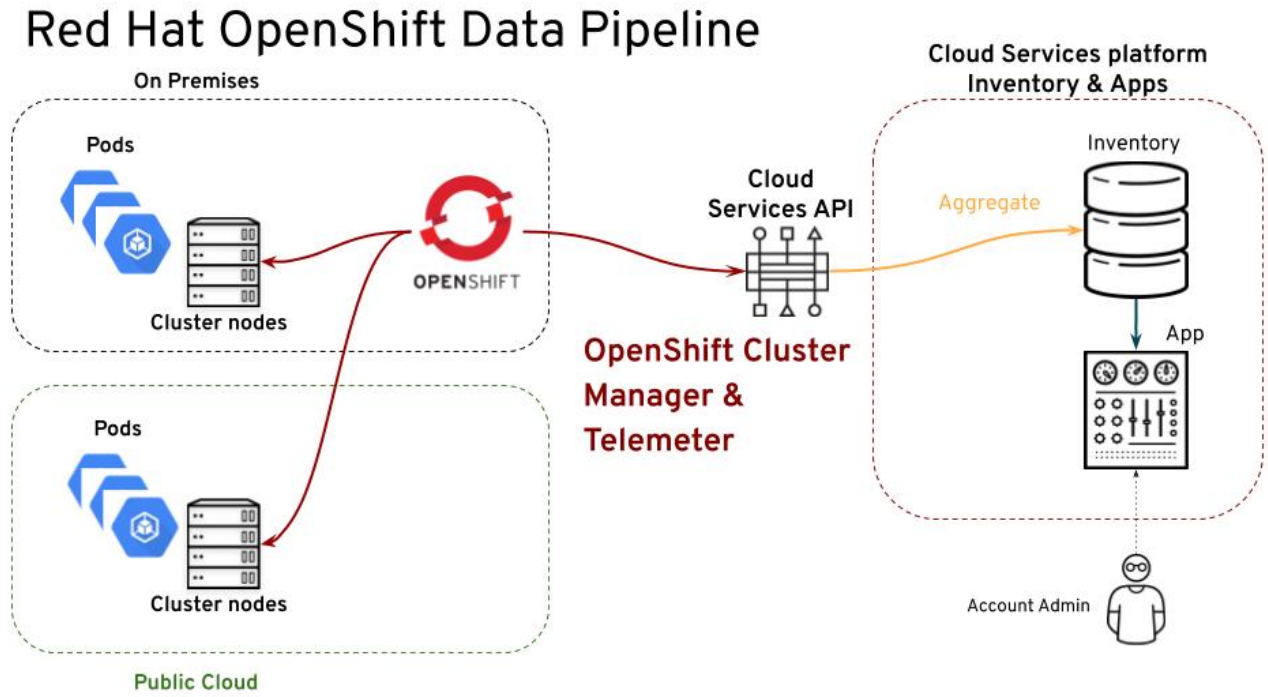 Red Hat OpenShift Data Pipeline
On Premises
Pods
Cluster nodes
OPENSHIFT
Cloud
Services API
OpenShift Cluster
Manager &
Telemeter
Cloud Services platform
Inventory & Apps
Inventory
Aggregate
App
Account Admin
Pods
Cluster nodes
Public Cloud